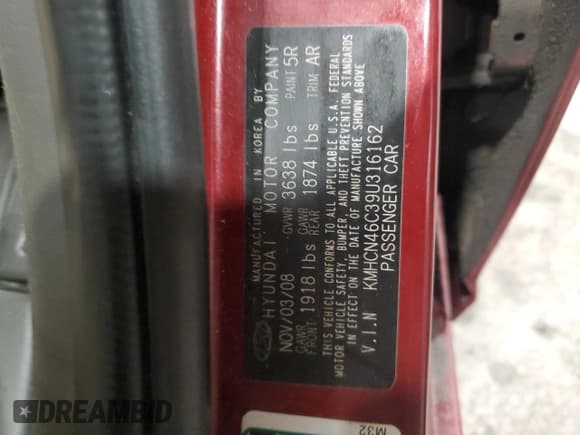 MANUFACTURED IN KOREA BY
HYUNDAI MOTOR COMPANY
NOV/03/08 GVWR 3638 lbs PAINT 5R
GAWR FRONT 1918 lbs GAWR REAR 1874 lbs TRIM AR
THIS VEHICLE CONFORMS TO ALL APPLICABLE U.S.A. FEDERAL
MOTOR VEHICLE SAFETY, BUMPER, AND THEFT PREVENTION STANDARDS
IN EFFECT ON THE DATE OF MANUFACTURE SHOWN ABOVE
V.I.N KMHCN46C39U316162
PASSENGER CAR
M32
DREAMBID